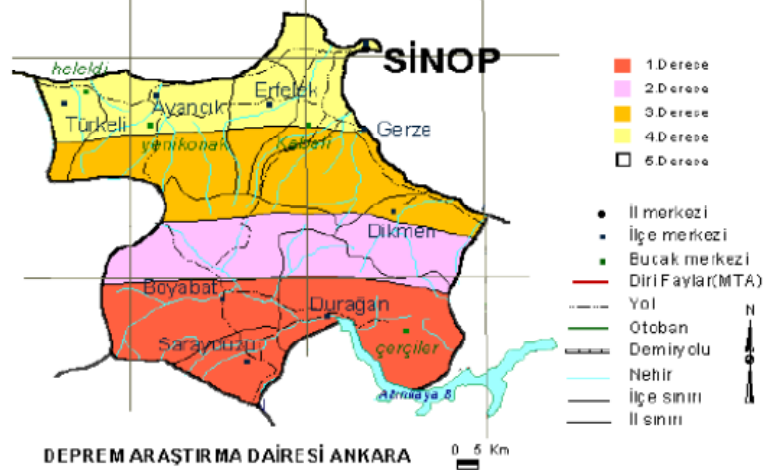 SİNOP
heleldi
Ayancık
Erfelek
Türkeli
Gerze
yenikonak
Kabalı
Dikmen
Boyabat
Durağan
Saraydüzü
çerçiler
Altınkaya B
1.Derece
2.Derece
3.Derece
4.Derece
5.Derece
İl merkezi
İlçe merkezi
Bucak merkezi
Diri Faylar(MTA)
Yol
Otoban
Demiryolu
Nehir
İlçe sınırı
İl sınırı
N
DEPREM ARAŞTIRMA DAİRESİ ANKARA
0 5 Km